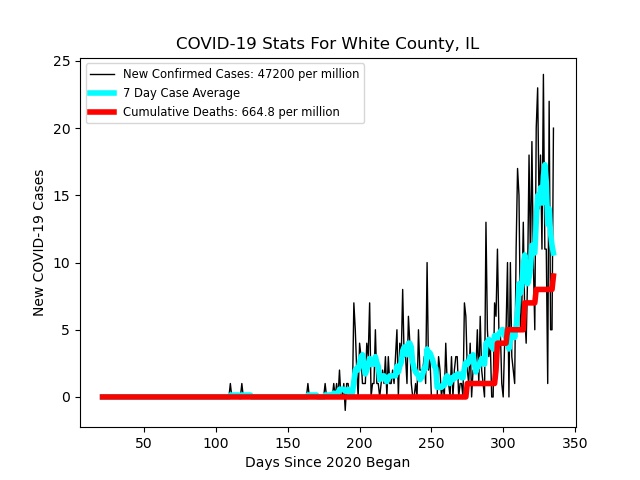 COVID-19 Stats For White County, IL
New Confirmed Cases: 47200 per million
7 Day Case Average
Cumulative Deaths: 664.8 per million
New COVID-19 Cases
25
20
15
10
5
0
50
100
150
200
250
300
350
Days Since 2020 Began